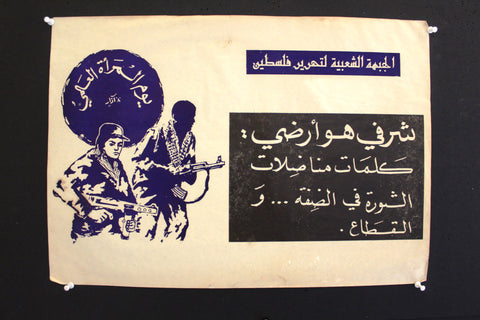 الجبهة الشعبية لتحرير فلسطين
يوم المرأة العالمي
٨ آذار
شرفي هو أرضي :
كلمات مناضلات
الثورة في الضفة ... و
القطاع .